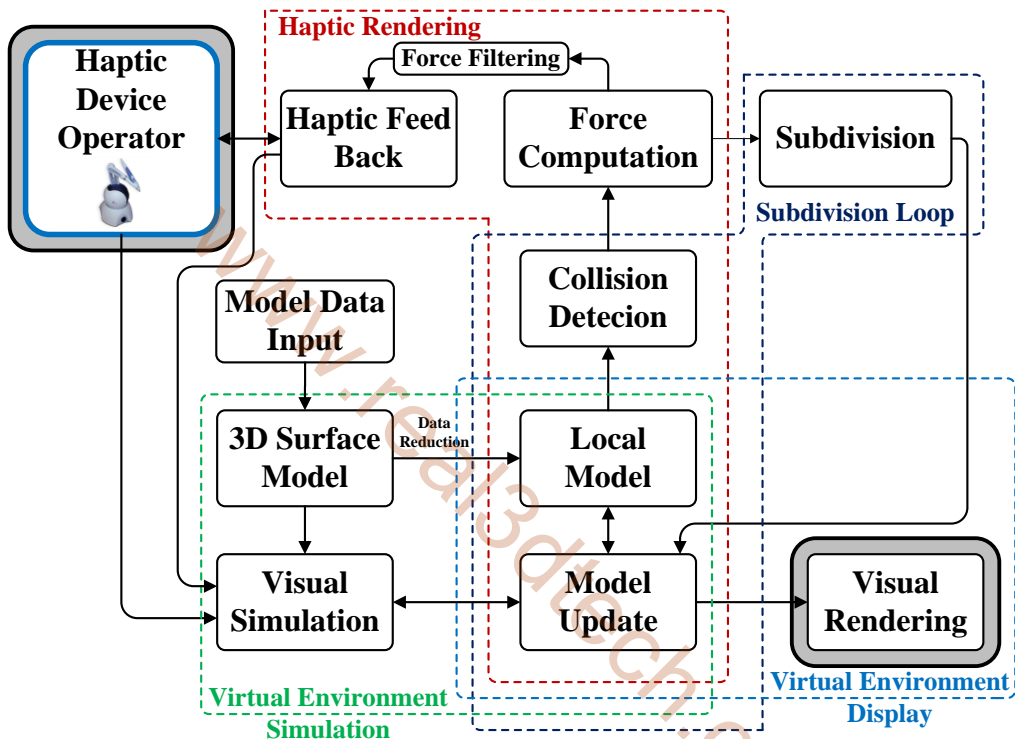 Haptic Rendering
Force Filtering
Haptic
Device
Operator
Haptic Feed
Back
Force
Computation
Subdivision
Subdivision Loop
Collision
Detecion
Model Data
Input
3D Surface
Model
Data
Reduction
Local
Model
Visual
Simulation
Model
Update
Visual
Rendering
Virtual Environment
Simulation
Virtual Environment
Display
www.real3dtech.